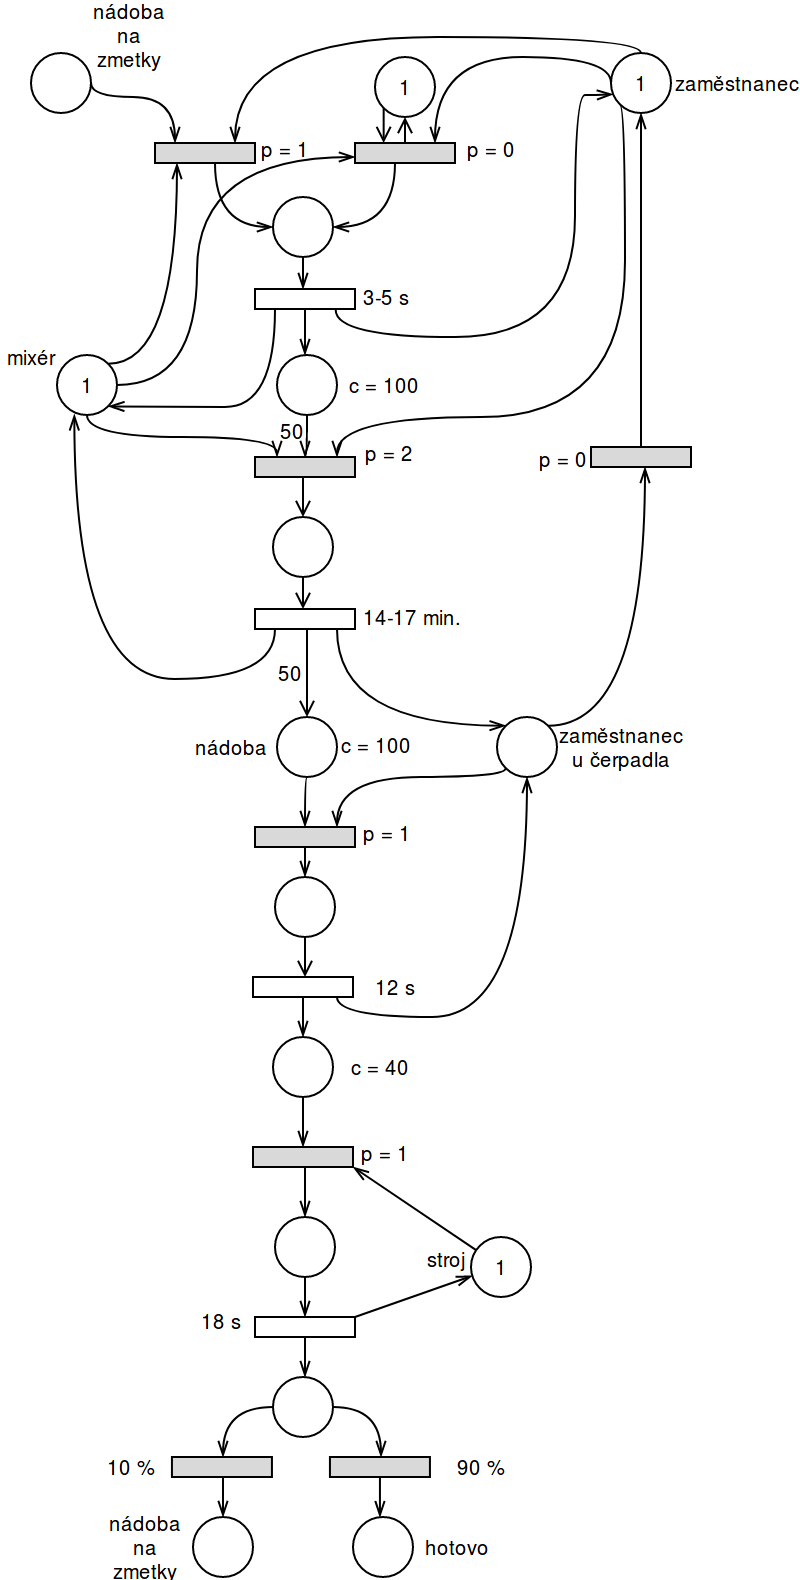 nádoba
na
zmetky
1
1
zaměstnanec
p = 1
p = 0
3-5 s
mixér
1
c = 100
50
p = 2
p = 0
14-17 min.
50
nádoba
c = 100
zaměstnanec
u čerpadla
p = 1
12 s
c = 40
p = 1
stroj
1
18 s
10 %
90 %
nádoba
na
zmetky
hotovo